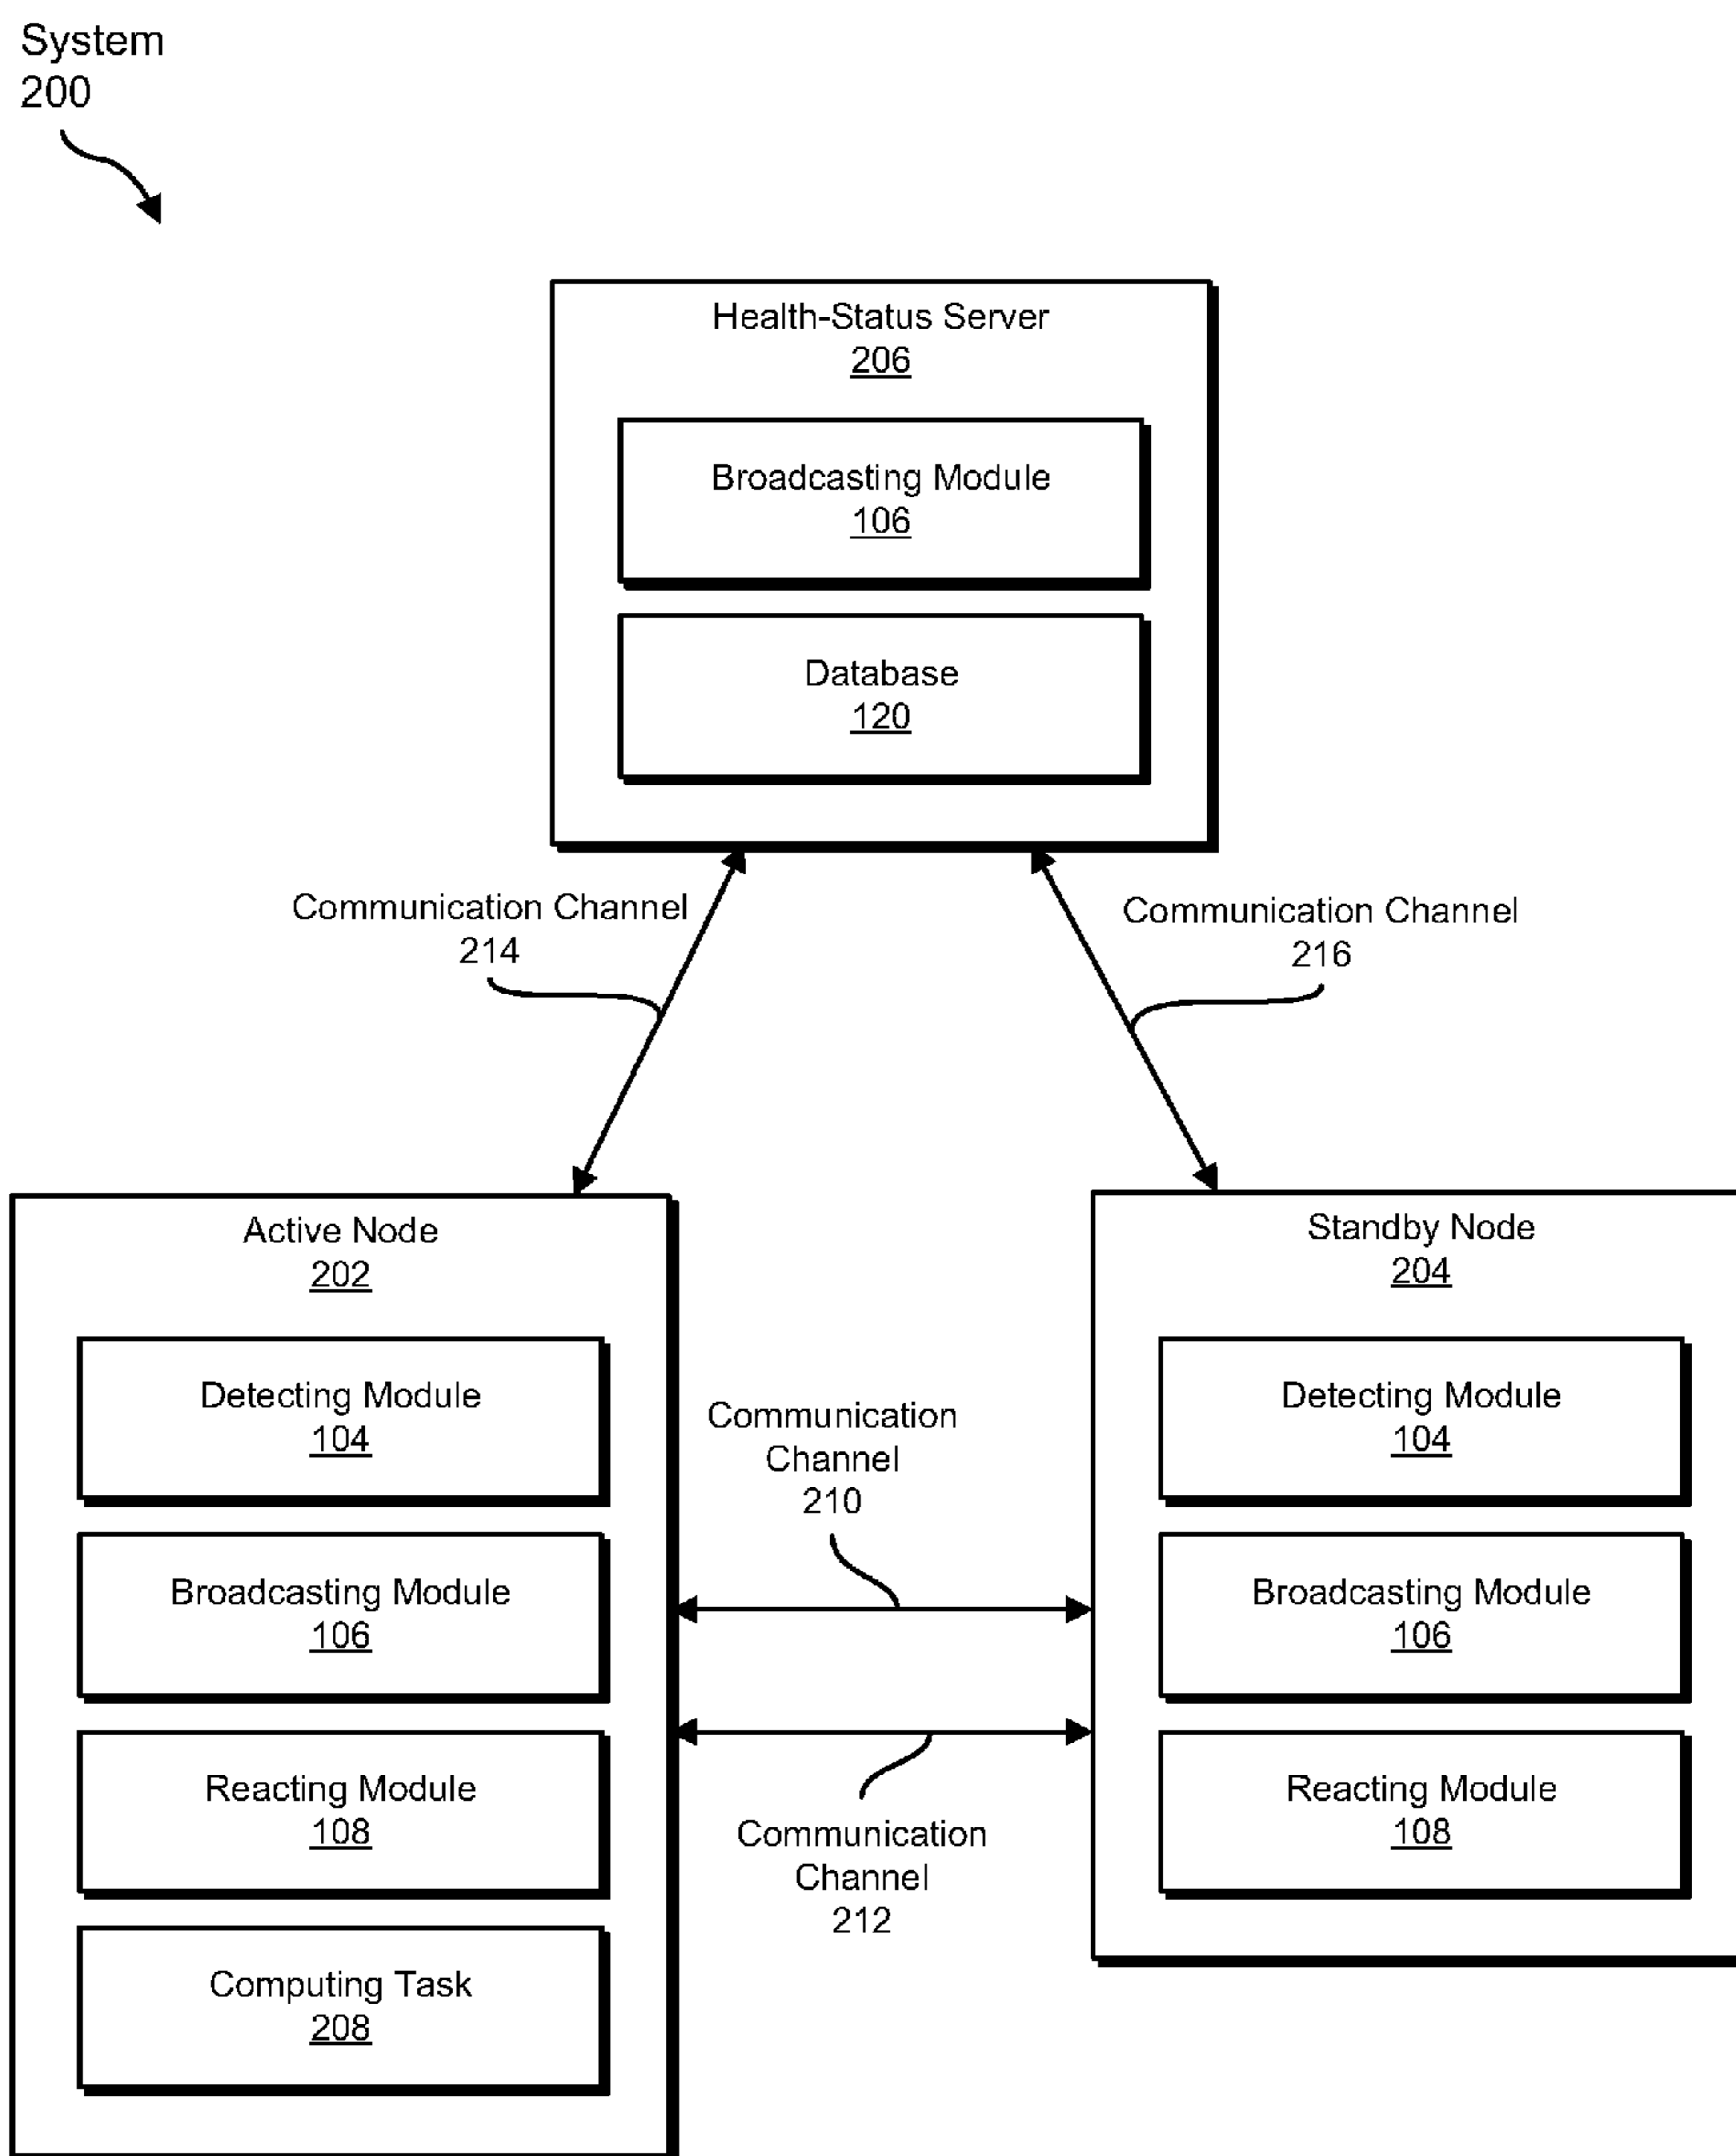 System
200
Health-Status Server
206
Broadcasting Module
106
Database
120
Communication Channel
214
Communication Channel
216
Active Node
202
Detecting Module
104
Broadcasting Module
106
Reacting Module
108
Computing Task
208
Communication
Channel
210
Communication
Channel
212
Standby Node
204
Detecting Module
104
Broadcasting Module
106
Reacting Module
108